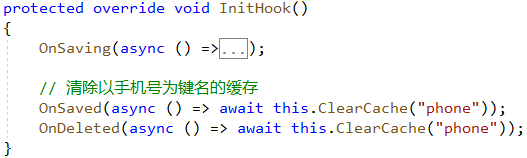 protected override void InitHook()
{
OnSaving(async () =>...);
// 清除以手机号为键名的缓存
OnSaved(async () => await this.ClearCache("phone"));
OnDeleted(async () => await this.ClearCache("phone"));
}